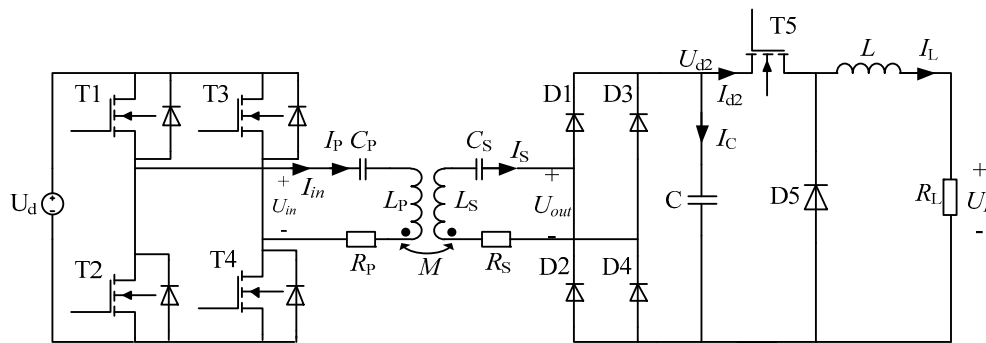 T5
U_d2
L
I_L
I_d2
T1
T3
D1
D3
I_P
C_P
C_S
I_S
I_C
+
I_in
+
+
U_d
+
-
U_in
L_P
L_S
U_out
C
D5
R_L
U
-
-
-
R_P
M
R_S
T2
T4
D2
D4